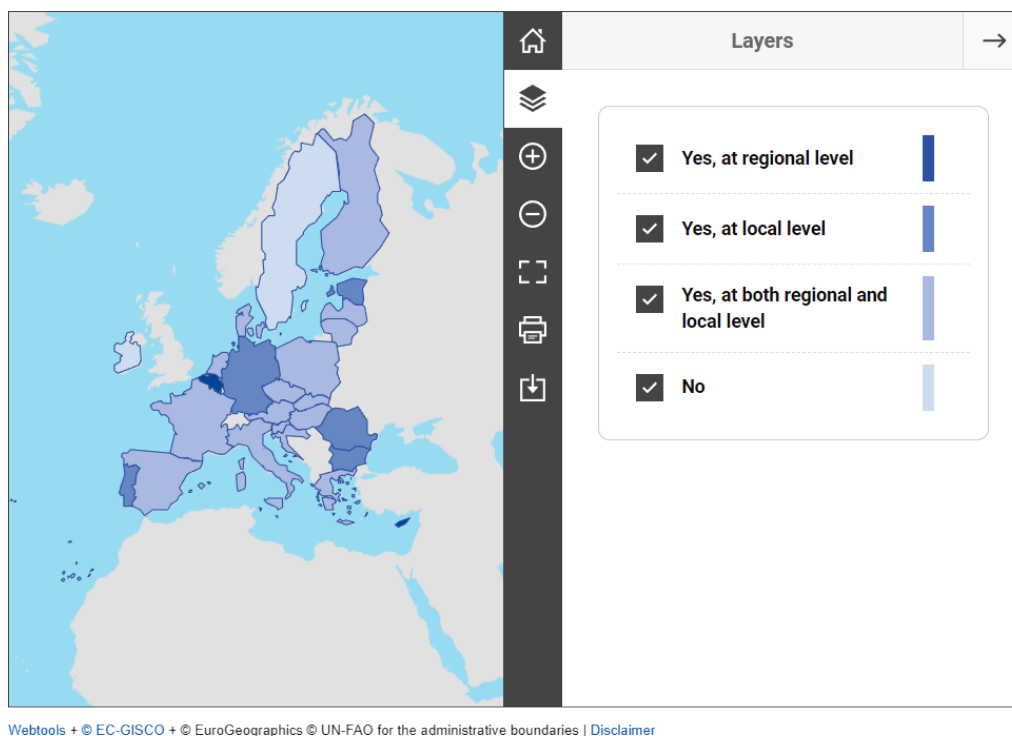 Layers
Yes, at regional level
Yes, at local level
Yes, at both regional and
local level
No
Webtools + © EC-GISCO + © EuroGeographics © UN-FAO for the administrative boundaries | Disclaimer